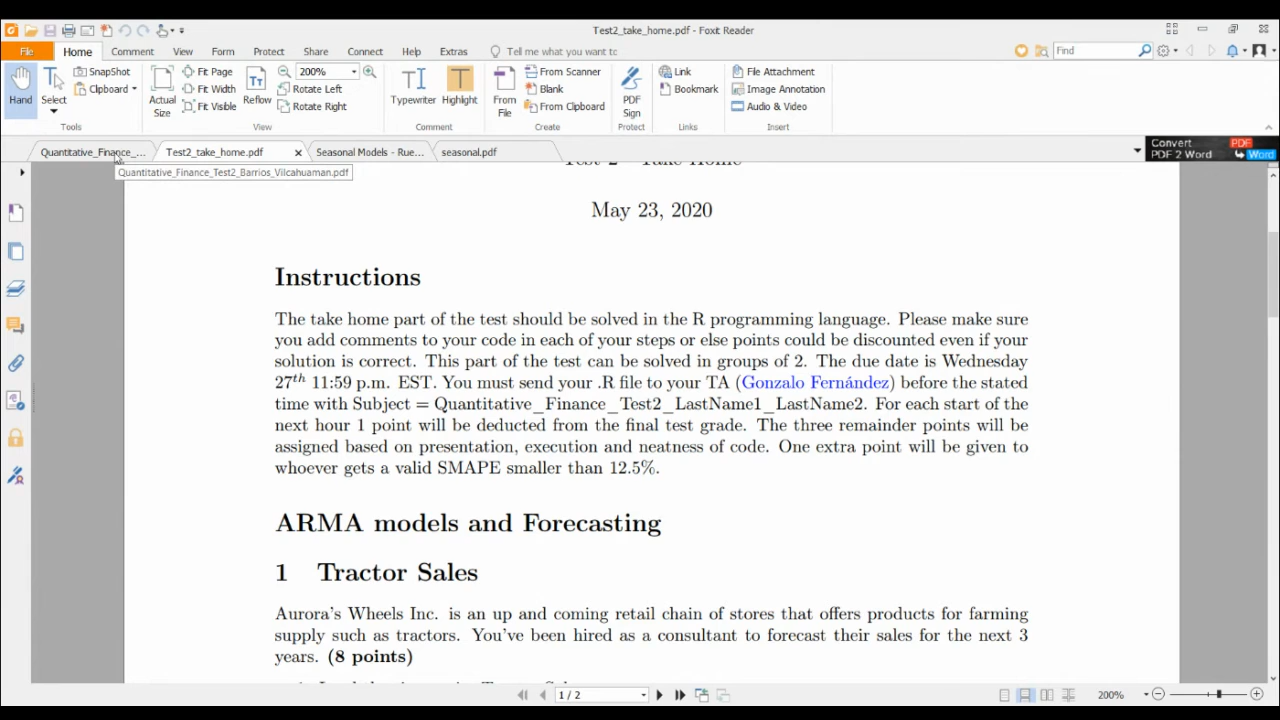 Test2_take_home.pdf - Foxit Reader
File Home Comment View Form Protect Share Connect Help Extras Tell me what you want tc Find
Hand
Select
SnapShot
Clipboard
Tools
Actual Size
Fit Page
Fit Width
Fit Visible
Reflow
200%
Rotate Left
Rotate Right
View
Typewriter
Highlight
Comment
From File
From Scanner
Blank
From Clipboard
Create
PDF Sign
Protect
Link
Bookmark
Links
File Attachment
Image Annotation
Audio & Video
Insert
Quantitative_Finance_... Test2_take_home.pdf Seasonal Models - Rue... seasonal.pdf
Convert PDF
PDF 2 Word Word
Quantitative_Finance_Test2_Barrios_Vilcahuaman.pdf
May 23, 2020
Instructions
The take home part of the test should be solved in the R programming language. Please make sure
you add comments to your code in each of your steps or else points could be discounted even if your
solution is correct. This part of the test can be solved in groups of 2. The due date is Wednesday
27th 11:59 p.m. EST. You must send your .R file to your TA (Gonzalo Fernández) before the stated
time with Subject = Quantitative_Finance_Test2_LastName1_LastName2. For each start of the
next hour 1 point will be deducted from the final test grade. The three remainder points will be
assigned based on presentation, execution and neatness of code. One extra point will be given to
whoever gets a valid SMAPE smaller than 12.5%.
ARMA models and Forecasting
1 Tractor Sales
Aurora's Wheels Inc. is an up and coming retail chain of stores that offers products for farming
supply such as tractors. You've been hired as a consultant to forecast their sales for the next 3
years. (8 points)
1 / 2
200%